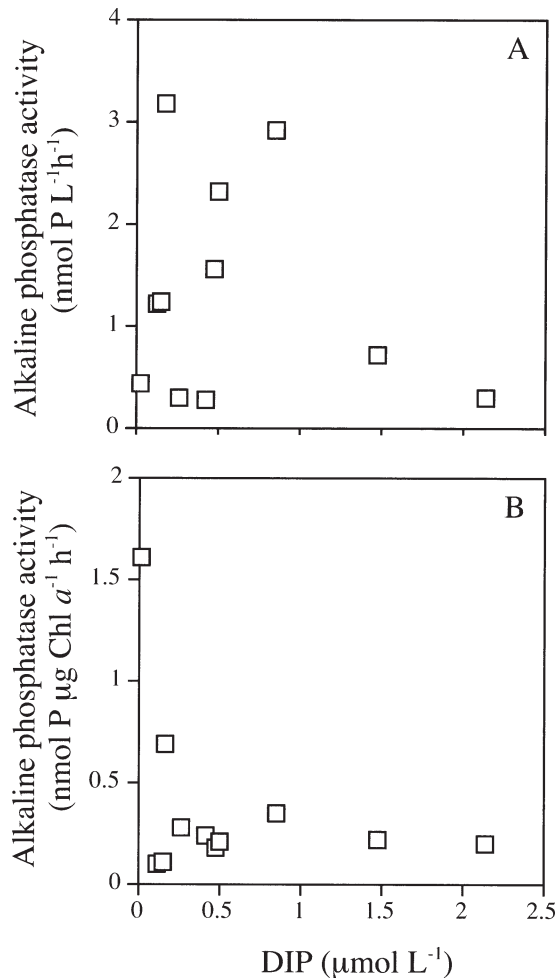 A
Alkaline phosphatase activity
(nmol P L⁻¹h⁻¹)
4
3
2
1
0
B
Alkaline phosphatase activity
(nmol P µg Chl a⁻¹ h⁻¹)
2
1.5
1
0.5
0
0 0.5 1 1.5 2 2.5
DIP (µmol L⁻¹)